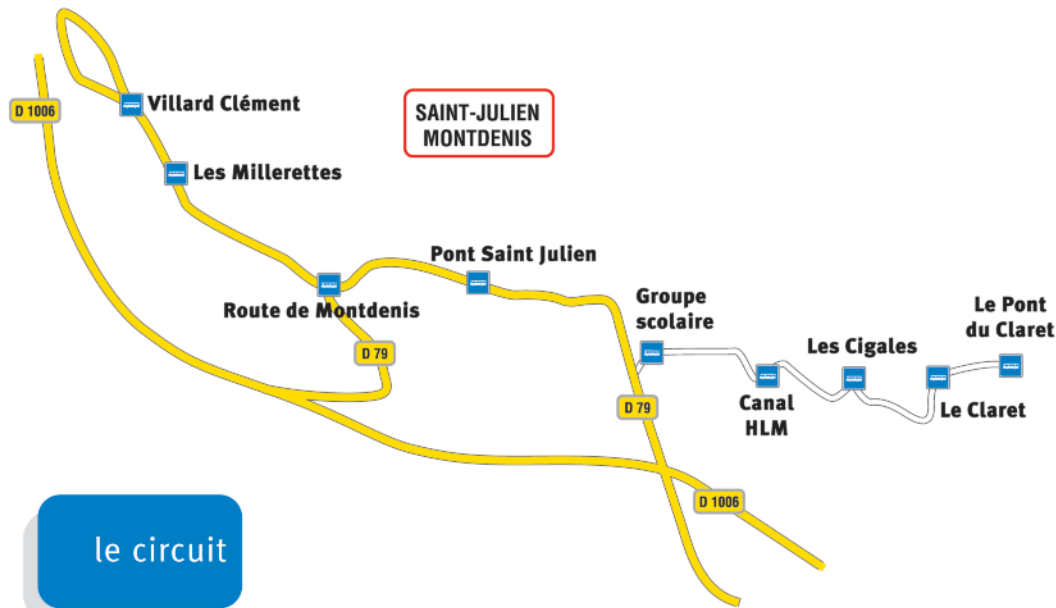 D 1006
Villard Clément
SAINT-JULIEN
MONTDENIS
Les Millerettes
Pont Saint Julien
Route de Montdenis
Groupe
scolaire
Le Pont
du Claret
Les Cigales
D 79
Canal
HLM
D 79
Le Claret
D 1006
le circuit